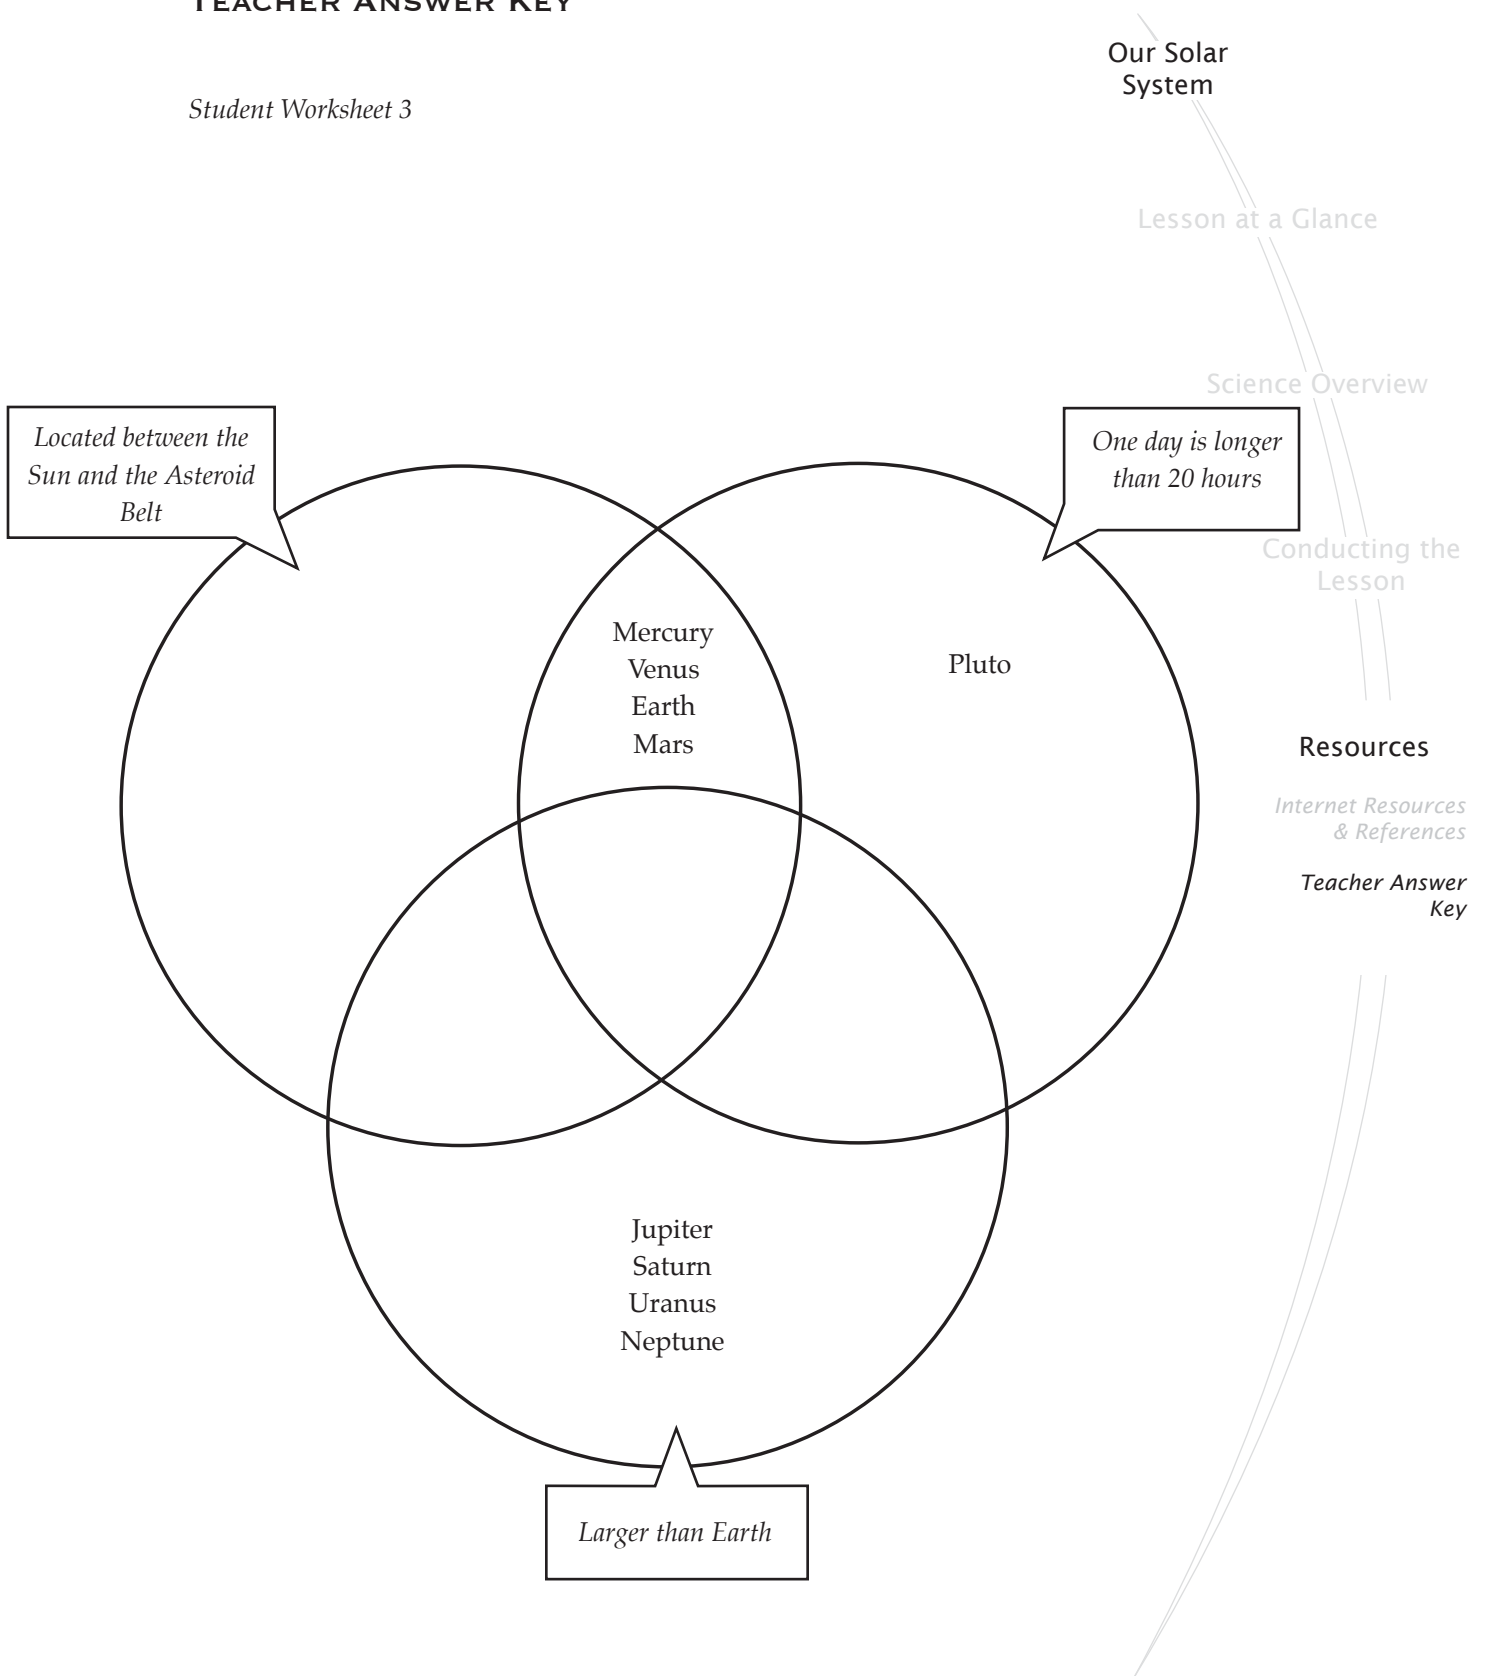 TEACHER ANSWER KEY
Student Worksheet 3
Our Solar
System
Lesson at a Glance
Science Overview
Conducting the
Lesson
Resources
Internet Resources
& References
Teacher Answer
Key
Located between the
Sun and the Asteroid
Belt
One day is longer
than 20 hours
Mercury
Venus
Earth
Mars
Pluto
Jupiter
Saturn
Uranus
Neptune
Larger than Earth